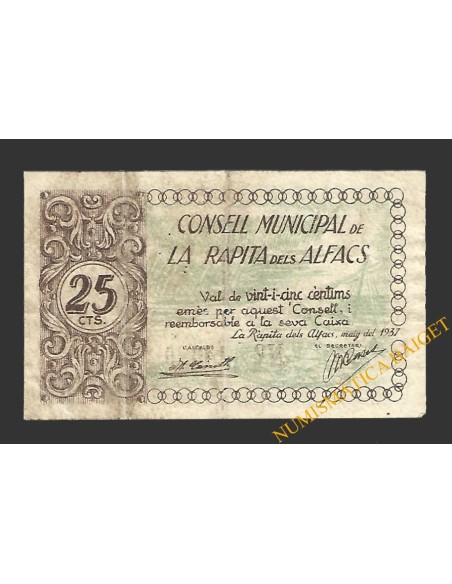 CONSELL MUNICIPAL DE
LA RAPITA DELS ALFACS
25
CTS.
Val de vint-i-cinc cèntims
emès per aquest Consell, i
reemborsable a la seva Caixa
La Rapita dels Alfacs, maig del 1937
L'ALCALDE
EL SECRETARI
NUMISMATICA MAIGET